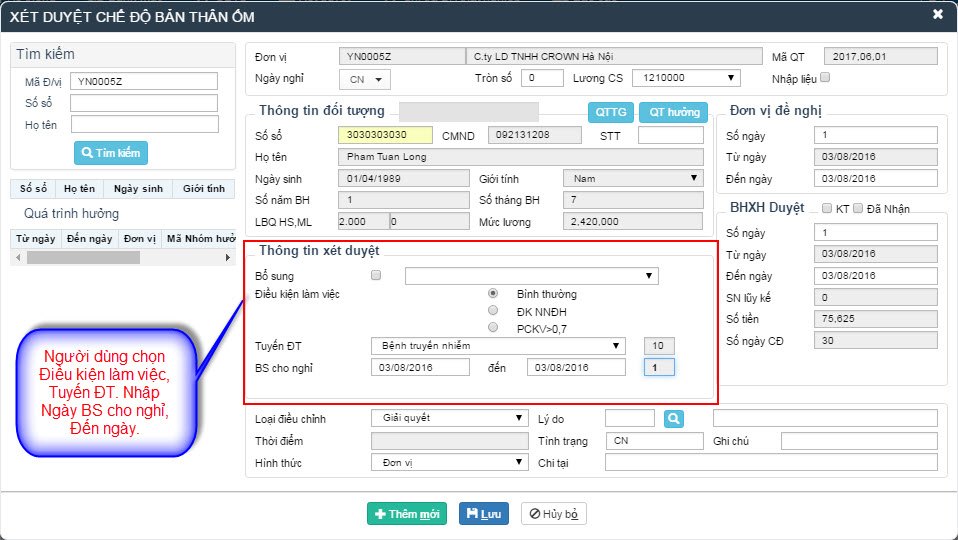 XÉT DUYỆT CHẾ ĐỘ BẢN THÂN ỐM
Tìm kiếm
Mã Đ/vị YN0005Z
Số sổ
Họ tên
Tìm kiếm
Số sổ Họ tên Ngày sinh Giới tính
Quá trình hưởng
Từ ngày Đến ngày Đơn vị Mã Nhóm hưở
Người dùng chọn
Điều kiện làm việc,
Tuyến ĐT. Nhập
Ngày BS cho nghỉ,
Đến ngày.
Đơn vị YN0005Z C.ty LD TNHH CROWN Hà Nội Mã QT 2017,06,01
Ngày nghỉ CN Tròn số 0 Lương CS 1210000 Nhập liệu
Thông tin đối tượng QTTG QT hưởng
Số sổ 3030303030 CMND 092131208 STT
Họ tên Pham Tuan Long
Ngày sinh 01/04/1989 Giới tính Nam
Số năm BH 1 Số tháng BH 7
LBQ HS,ML 2.000 0 Mức lương 2,420,000
Đơn vị đề nghị
Số ngày 1
Từ ngày 03/08/2016
Đến ngày 03/08/2016
BHXH Duyệt KT Đã Nhận
Số ngày 1
Từ ngày 03/08/2016
Đến ngày 03/08/2016
SN lũy kế 0
Số tiền 75,625
Số ngày CĐ 30
Thông tin xét duyệt
Bổ sung
Điều kiện làm việc Bình thường
ĐK NNĐH
PCKV>0,7
Tuyến ĐT Bệnh truyền nhiễm 10
BS cho nghỉ 03/08/2016 đến 03/08/2016 1
Loại điều chỉnh Giải quyết Lý do
Thời điểm Tình trạng CN Ghi chú
Hình thức Đơn vị Chi tại
Thêm mới Lưu Hủy bỏ